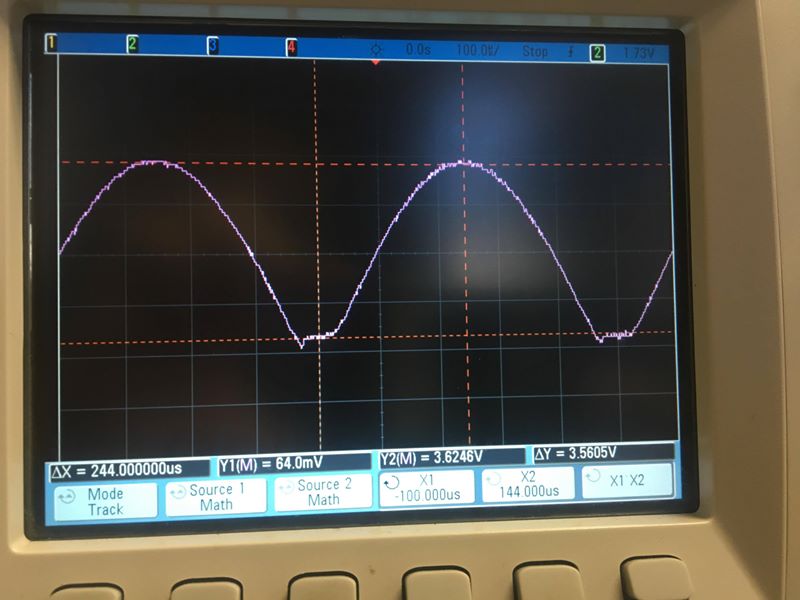 1 2 3 4 0.0s 100.0㎲/ Stop 2 1.73V
ΔX = 244.000000us Y1(M) = 64.0mV Y2(M) = 3.6246V ΔY = 3.5605V
Mode Track
Source 1 Math
Source 2 Math
X1 -100.000us
X2 144.000us
X1 X2